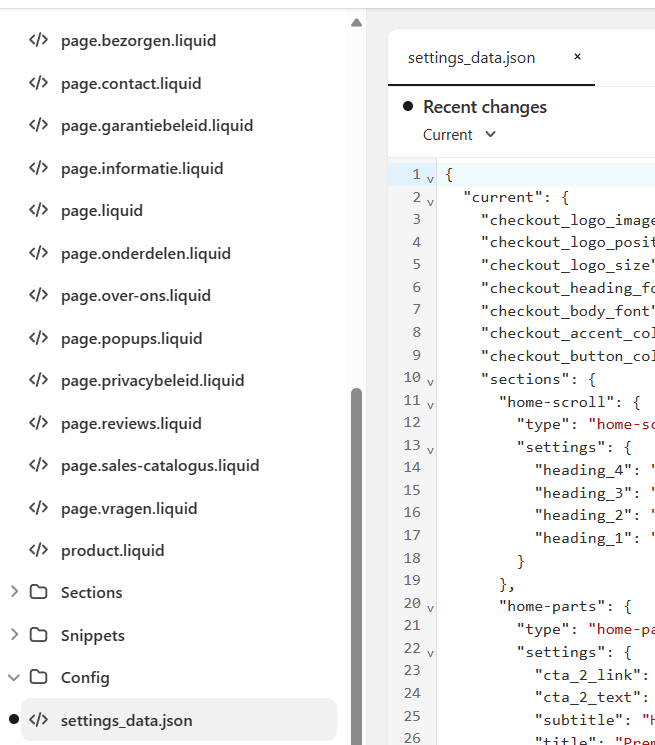 page.bezorgen.liquid
page.contact.liquid
page.garantiebeleid.liquid
page.informatie.liquid
page.liquid
page.onderdelen.liquid
page.over-ons.liquid
page.popups.liquid
page.privacybeleid.liquid
page.reviews.liquid
page.sales-catalogus.liquid
page.vragen.liquid
product.liquid
Sections
Snippets
Config
settings_data.json
settings_data.json ×
Recent changes
Current
1 {
2 "current": {
3 "checkout_logo_image
4 "checkout_logo_posit
5 "checkout_logo_size"
6 "checkout_heading_fo
7 "checkout_body_font"
8 "checkout_accent_col
9 "checkout_button_col
10 "sections": {
11 "home-scroll": {
12 "type": "home-sc
13 "settings": {
14 "heading_4": "
15 "heading_3": "
16 "heading_2": "
17 "heading_1": "
18 }
19 },
20 "home-parts": {
21 "type": "home-pa
22 "settings": {
23 "cta_2_link":
24 "cta_2_text":
25 "subtitle": "H
26 "title": "Prem